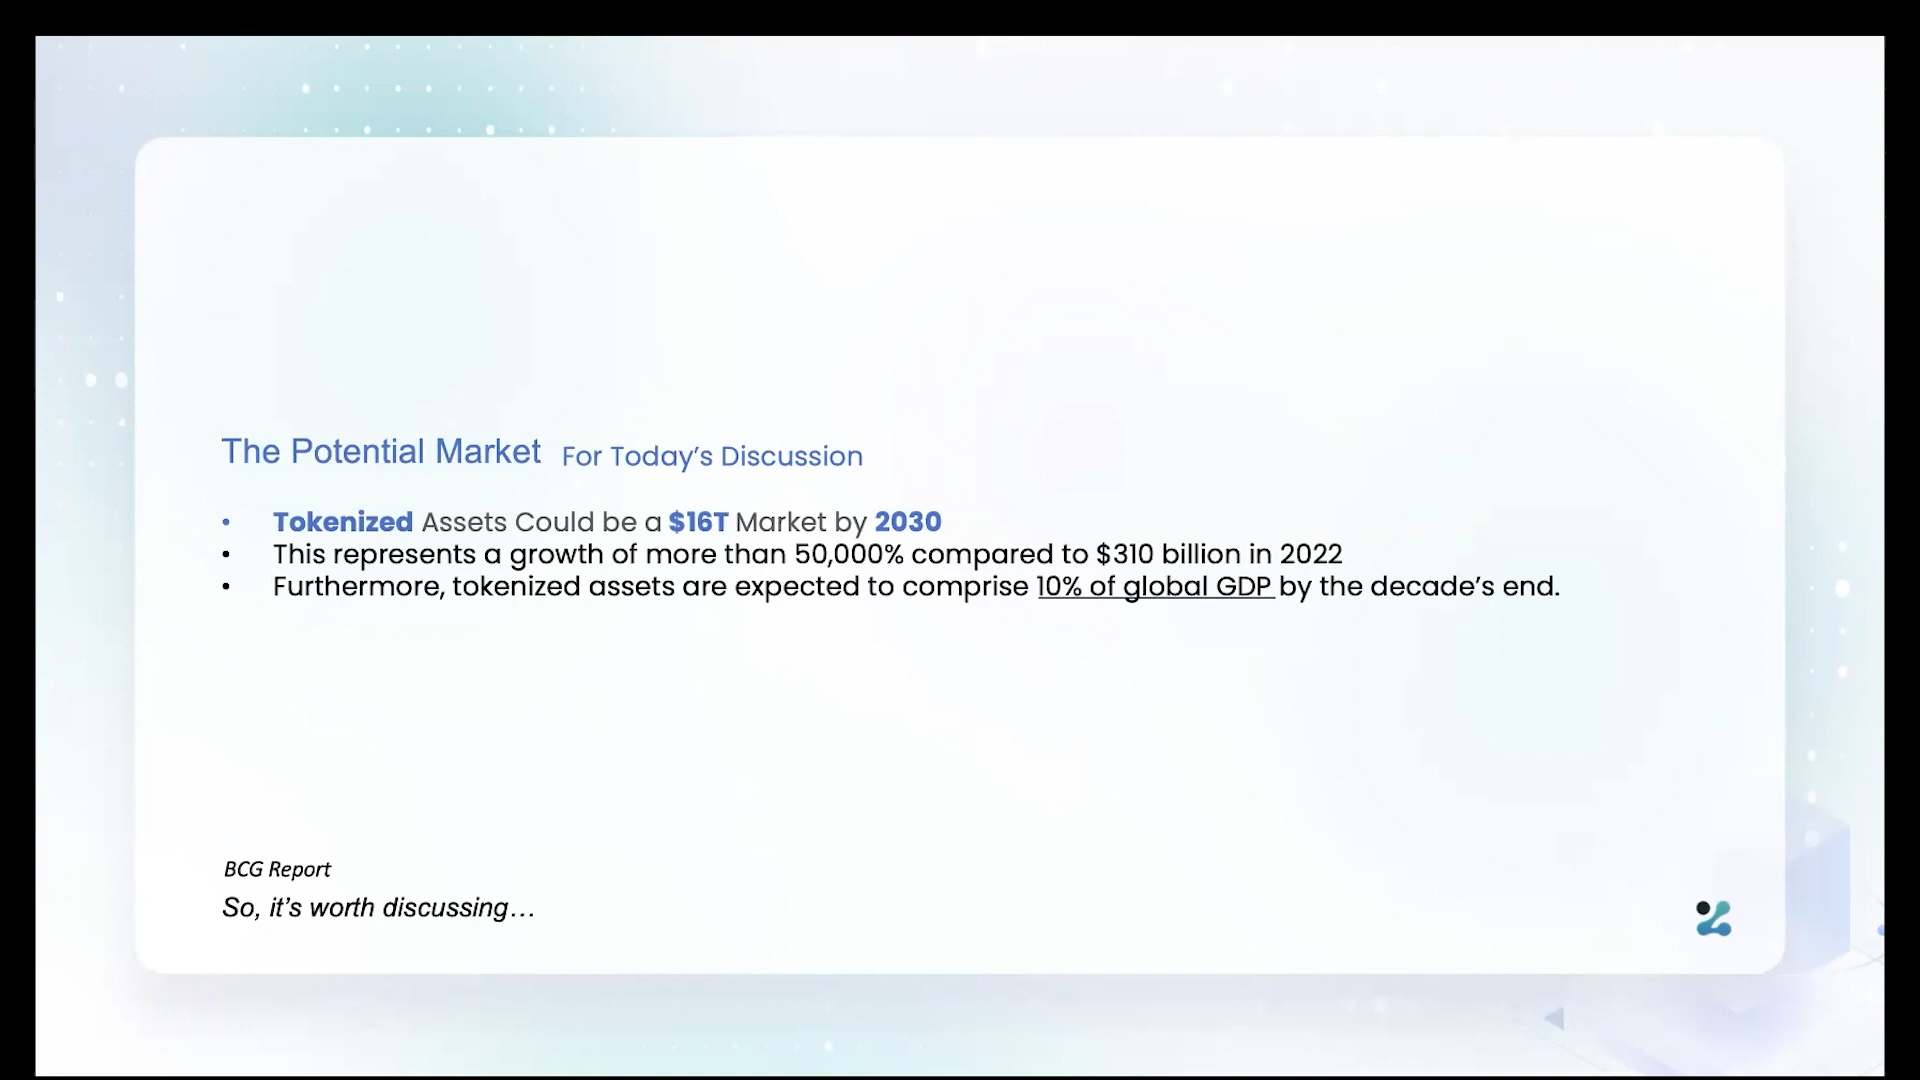 The Potential Market For Today's Discussion
• Tokenized Assets Could be a $16T Market by 2030
• This represents a growth of more than 50,000% compared to $310 billion in 2022
• Furthermore, tokenized assets are expected to comprise 10% of global GDP by the decade's end.
BCG Report
So, it's worth discussing…